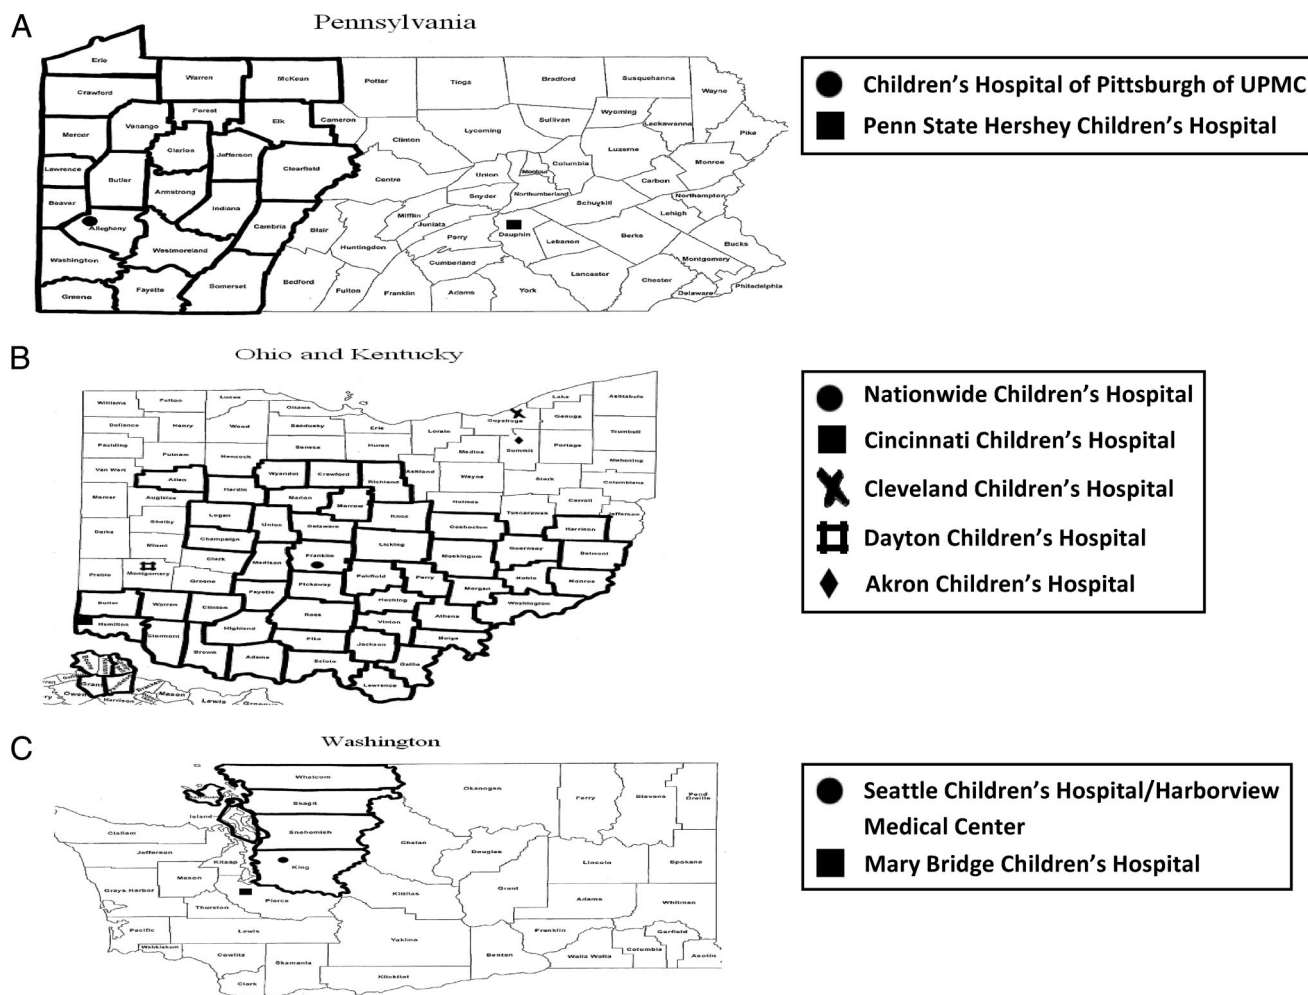 A
Pennsylvania
Erie
Warren
McKean
Potter
Tioga
Bradford
Susquehanna
Wayne
Crawford
Forest
Wyoming
Lackawanna
Pike
Mercer
Venango
Elk
Cameron
Sullivan
Clinton
Lycoming
Luzerne
Monroe
Clarion
Jefferson
Clearfield
Columbia
Lawrence
Butler
Centre
Union
Montour
Carbon
Armstrong
Northumberland
Northampton
Beaver
Indiana
Snyder
Schuylkill
Lehigh
Mifflin
Juniata
Allegheny
Cambria
Blair
Huntingdon
Perry
Dauphin
Lebanon
Berks
Bucks
Westmoreland
Washington
Cumberland
Montgomery
Lancaster
Chester
Greene
Fayette
Somerset
Bedford
Fulton
Franklin
Adams
York
Delaware
Philadelphia
Children’s Hospital of Pittsburgh of UPMC
Penn State Hershey Children’s Hospital
B
Ohio and Kentucky
Williams
Fulton
Lucas
Ottawa
Lake
Ashtabula
Cuyahoga
Geauga
Defiance
Henry
Wood
Sandusky
Erie
Lorain
Trumbull
Paulding
Seneca
Huron
Medina
Summit
Portage
Putnam
Hancock
Mahoning
Van Wert
Wyandot
Crawford
Richland
Ashland
Wayne
Stark
Columbiana
Allen
Hardin
Mercer
Auglaize
Marion
Morrow
Holmes
Carroll
Tuscarawas
Jefferson
Logan
Union
Delaware
Knox
Coshocton
Harrison
Shelby
Darke
Champaign
Licking
Miami
Muskingum
Guernsey
Belmont
Clark
Madison
Franklin
Preble
Montgomery
Greene
Pickaway
Fairfield
Perry
Noble
Monroe
Fayette
Morgan
Butler
Warren
Clinton
Hocking
Washington
Ross
Hamilton
Clermont
Highland
Vinton
Athens
Pike
Jackson
Meigs
Brown
Adams
Scioto
Gallia
Lawrence
Grant
Owen
Harrison
Mason
Lewis
Nationwide Children’s Hospital
Cincinnati Children’s Hospital
Cleveland Children’s Hospital
Dayton Children’s Hospital
Akron Children’s Hospital
C
Washington
Whatcom
Okanogan
Ferry
Stevens
Pend
Oreille
Skagit
Island
Snohomish
Clallam
Chelan
Jefferson
Douglas
Kitsap
King
Lincoln
Spokane
Mason
Grays Harbor
Grant
Kittitas
Adams
Whitman
Pierce
Thurston
Pacific
Lewis
Franklin
Garfield
Yakima
Wahkiakum
Columbia
Cowlitz
Skamania
Benton
Walla Walla
Asotin
Klickitat
Clark
Seattle Children’s Hospital/Harborview
Medical Center
Mary Bridge Children’s Hospital